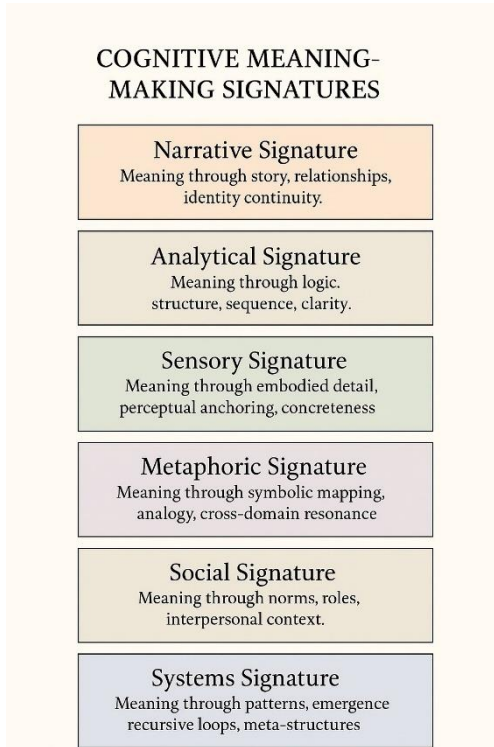 COGNITIVE MEANING-
MAKING SIGNATURES
Narrative Signature
Meaning through story, relationships,
identity continuity.
Analytical Signature
Meaning through logic.
structure, sequence, clarity.
Sensory Signature
Meaning through embodied detail,
perceptual anchoring, concreteness
Metaphoric Signature
Meaning through symbolic mapping,
analogy, cross-domain resonance
Social Signature
Meaning through norms, roles,
interpersonal context.
Systems Signature
Meaning through patterns, emergence
recursive loops, meta-structures